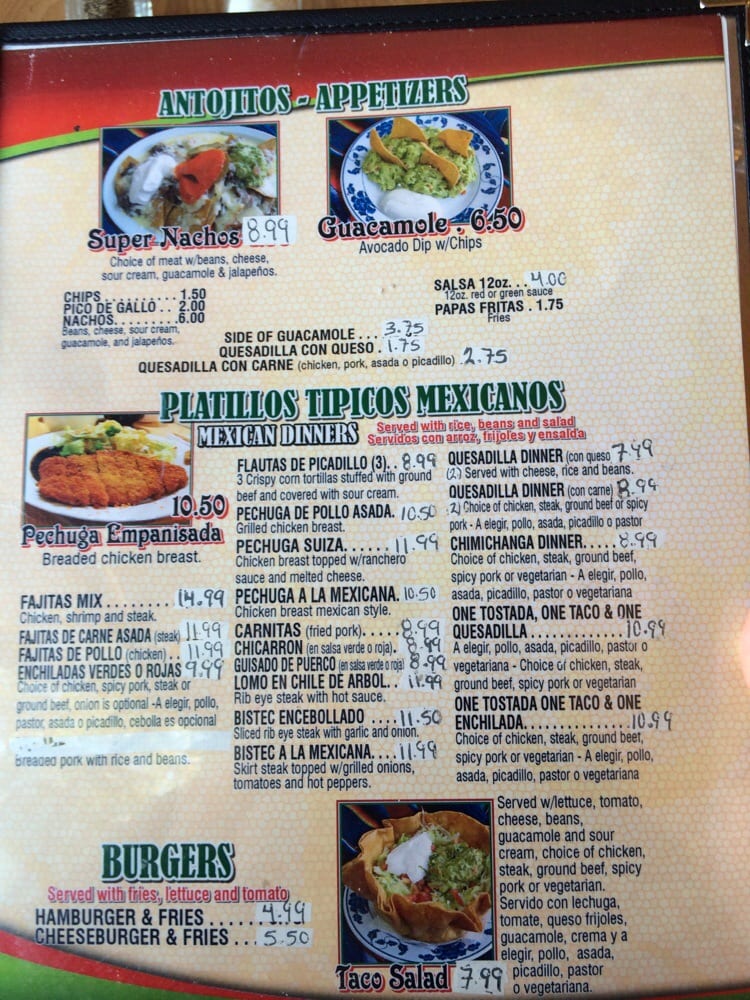 ANTOJITOS - APPETIZERS
Super Nachos 8.99
Choice of meat w/beans, cheese,
sour cream, guacamole & jalapeños.
Guacamole . 6.50
Avocado Dip w/Chips
CHIPS . . . . . . . . . 1.50
PICO DE GALLO . . 2.00
NACHOS. . . . . . . .6.00
Beans, cheese, sour cream,
guacamole, and jalapeños.
SALSA 12oz. . . 4.00
12oz. red or green sauce
PAPAS FRITAS . 1.75
Fries
SIDE OF GUACAMOLE . . . 3.75
QUESADILLA CON QUESO . 1.75
QUESADILLA CON CARNE (chicken, pork, asada o picadillo) . 2.75
PLATILLOS TIPICOS MEXICANOS
MEXICAN DINNERS
Served with rice, beans and salad
Servidos con arroz, frijoles y ensalda
10.50
Pechuga Empanisada
Breaded chicken breast.
FAJITAS MIX . . . . . . . . 14.99
Chicken, shrimp and steak.
FAJITAS DE CARNE ASADA (steak) 11.99
FAJITAS DE POLLO (chicken) . . 11.99
ENCHILADAS VERDES O ROJAS 9.99
Choice of chicken, spicy pork, steak or
ground beef, onion is optional -A elegir, pollo,
pastor, asada o picadillo, cebolla es opcional
Breaded pork with rice and beans.
FLAUTAS DE PICADILLO (3). . 8.99
3 Crispy corn tortillas stuffed with ground
beef and covered with sour cream.
PECHUGA DE POLLO ASADA. 10.50
Grilled chicken breast.
PECHUGA SUIZA. . . . . . 11.99
Chicken breast topped w/ranchero
sauce and melted cheese.
PECHUGA A LA MEXICANA. 10.50
Chicken breast mexican style.
CARNITAS (fried pork). . . . . 8.99
CHICARRON (en salsa verde o roja). . 8.99
GUISADO DE PUERCO (en salsa verde o roja) 8.99
LOMO EN CHILE DE ARBOL. . 11.99
Rib eye steak with hot sauce.
BISTEC ENCEBOLLADO . . . . 11.50
Sliced rib eye steak with garlic and onion.
BISTEC A LA MEXICANA. . . . 11.99
Skirt steak topped w/grilled onions,
tomatoes and hot peppers.
QUESADILLA DINNER (con queso 7.49
(2.) Served with cheese, rice and beans.
QUESADILLA DINNER (con carne) 8.99
2) Choice of chicken, steak, ground beef or spicy
pork - A elegir, pollo, asada, picadillo o pastor
CHIMICHANGA DINNER. . . . . 8.99
Choice of chicken, steak, ground beef,
spicy pork or vegetarian - A elegir, pollo,
asada, picadillo, pastor o vegetariana
ONE TOSTADA, ONE TACO & ONE
QUESADILLA . . . . . . . . . . . . 10.99
A elegir, pollo, asada, picadillo, pastor o
vegetariana - Choice of chicken, steak,
ground beef, spicy pork or vegetarian
ONE TOSTADA ONE TACO & ONE
ENCHILADA. . . . . . . . . . . . . . 10.99
Choice of chicken, steak, ground beef,
spicy pork or vegetarian - A elegir, pollo,
asada, picadillo, pastor o vegetariana
BURGERS
Served with fries, lettuce and tomato
HAMBURGER & FRIES . . . . . . 4.99
CHEESEBURGER & FRIES . . . 5.50
Taco Salad 7.99
Served w/lettuce, tomato,
cheese, beans,
guacamole and sour
cream, choice of chicken,
steak, ground beef, spicy
pork or vegetarian.
Servido con lechuga,
tomate, queso frijoles,
guacamole, crema y a
elegir, pollo, asada,
picadillo, pastor
o vegetariana.